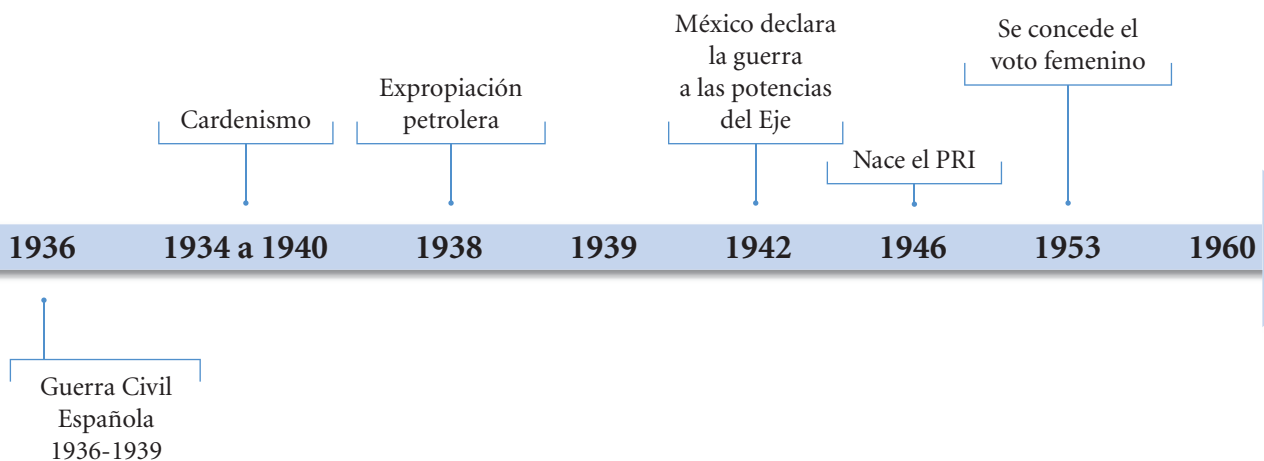 México declara
la guerra
a las potencias
del Eje
Se concede el
voto femenino
Expropiación
petrolera
Cardenismo
Nace el PRI
1936 1934 a 1940 1938 1939 1942 1946 1953 1960
Guerra Civil
Española
1936-1939